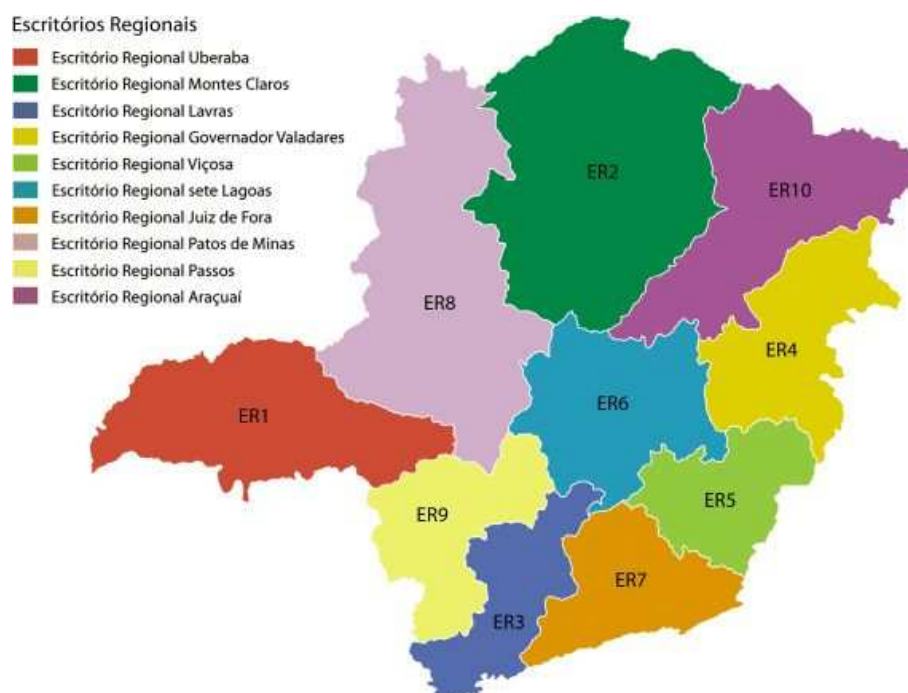 Escritórios Regionais
Escritório Regional Uberaba
Escritório Regional Montes Claros
Escritório Regional Lavras
Escritório Regional Governador Valadares
Escritório Regional Viçosa
Escritório Regional sete Lagoas
Escritório Regional Juiz de Fora
Escritório Regional Patos de Minas
Escritório Regional Passos
Escritório Regional Araçuaí
ER2
ER10
ER8
ER4
ER6
ER1
ER5
ER9
ER7
ER3